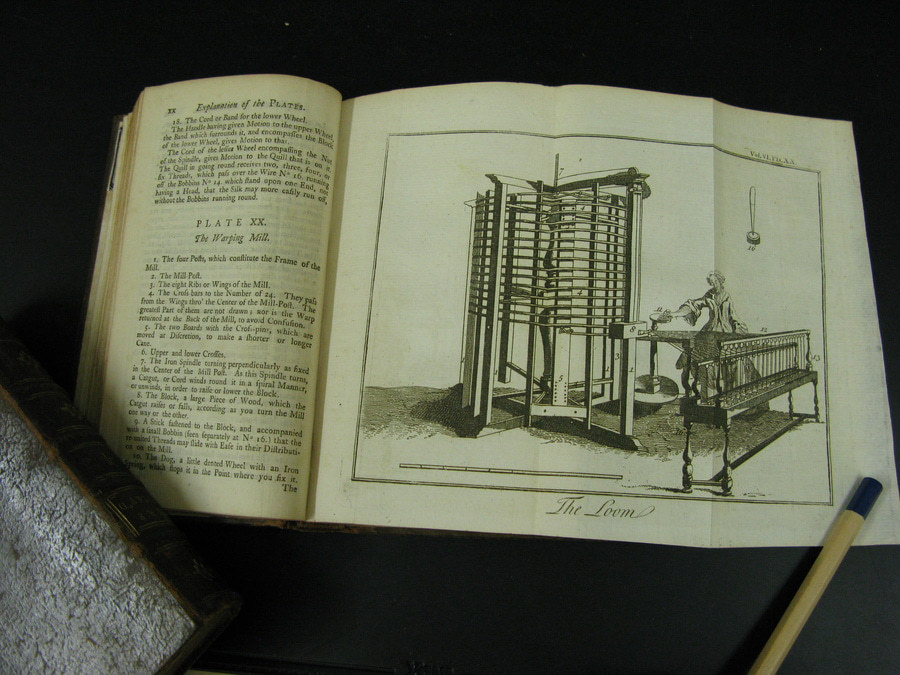 xx Explanation of the PLATES.
18. The Cord or Band for the lower Wheel.
The Handle having given Motion to the upper Wheel,
the Band which surrounds it, and encompasses the Block
of the lower Wheel, gives Motion to that.
The Cord of the lesser Wheel encompassing the Nut
of the Spindle, gives Motion to the Quill that is on it.
The Quill in going round receives two, three, four, or
six Threads, which pass over the Wire N° 16. running
off the Bobbins N° 14. which stand upon one End, not
having a Head, that the Silk may more easily run off,
without the Bobbins running round.
PLATE XX.
The Warping Mill.
1. The four Posts, which constitute the Frame of the
Mill.
2. The Mill-Post.
3. The eight Ribs or Wings of the Mill.
4. The Cross bars to the Number of 24. They pass
from the Wings thro' the Center of the Mill-Post. The
greatest Part of them are not drawn; nor is the Warp
returned at the Back of the Mill, to avoid Confusion.
5. The two Boards with the Cross-pins, which are
moved at Discretion, to make a shorter or longer
Case.
6. Upper and lower Crossiers.
7. The Iron Spindle turning perpendicularly as fixed
in the Center of the Mill Post. As this Spindle turns,
a Catgut, or Cord winds round it in a spiral Manner,
or unwinds, in order to raise or lower the Block.
8. The Block, a large Piece of Wood, which the
Catgut raises or falls, according as you turn the Mill
one way or the other.
9. A Stick fastened to the Block, and accompanied
with a small Bobbin (seen separately at N° 16.) that the
Threads may slide with Ease in their Distributi-
on on the Mill.
10. The Dog, a little dented Wheel with an Iron
Spring, which stops it in the Point where you fix it.
The
Vol. VI. Pla. XX.
7
16
12
13
8
3
1
5
The Loom